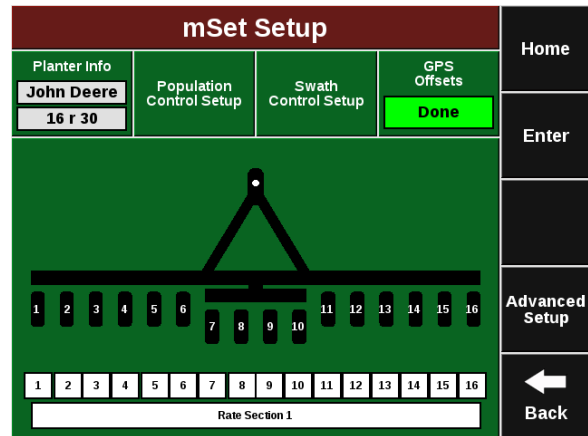 mSet Setup
Home
Planter Info
John Deere
16 r 30
Population
Control Setup
Swath
Control Setup
GPS
Offsets
Done
Enter
1 2 3 4 5 6 7 8 9 10 11 12 13 14 15 16
Advanced
Setup
1 2 3 4 5 6 7 8 9 10 11 12 13 14 15 16
Rate Section 1
Back